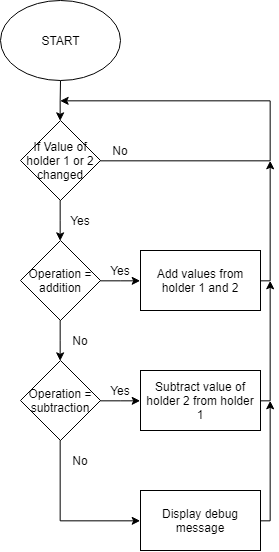 START
If Value of
holder 1 or 2
changed
No
Yes
Operation =
addition
Yes
Add values from
holder 1 and 2
No
Operation =
subtraction
Yes
Subtract value of
holder 2 from holder
1
No
Display debug
message